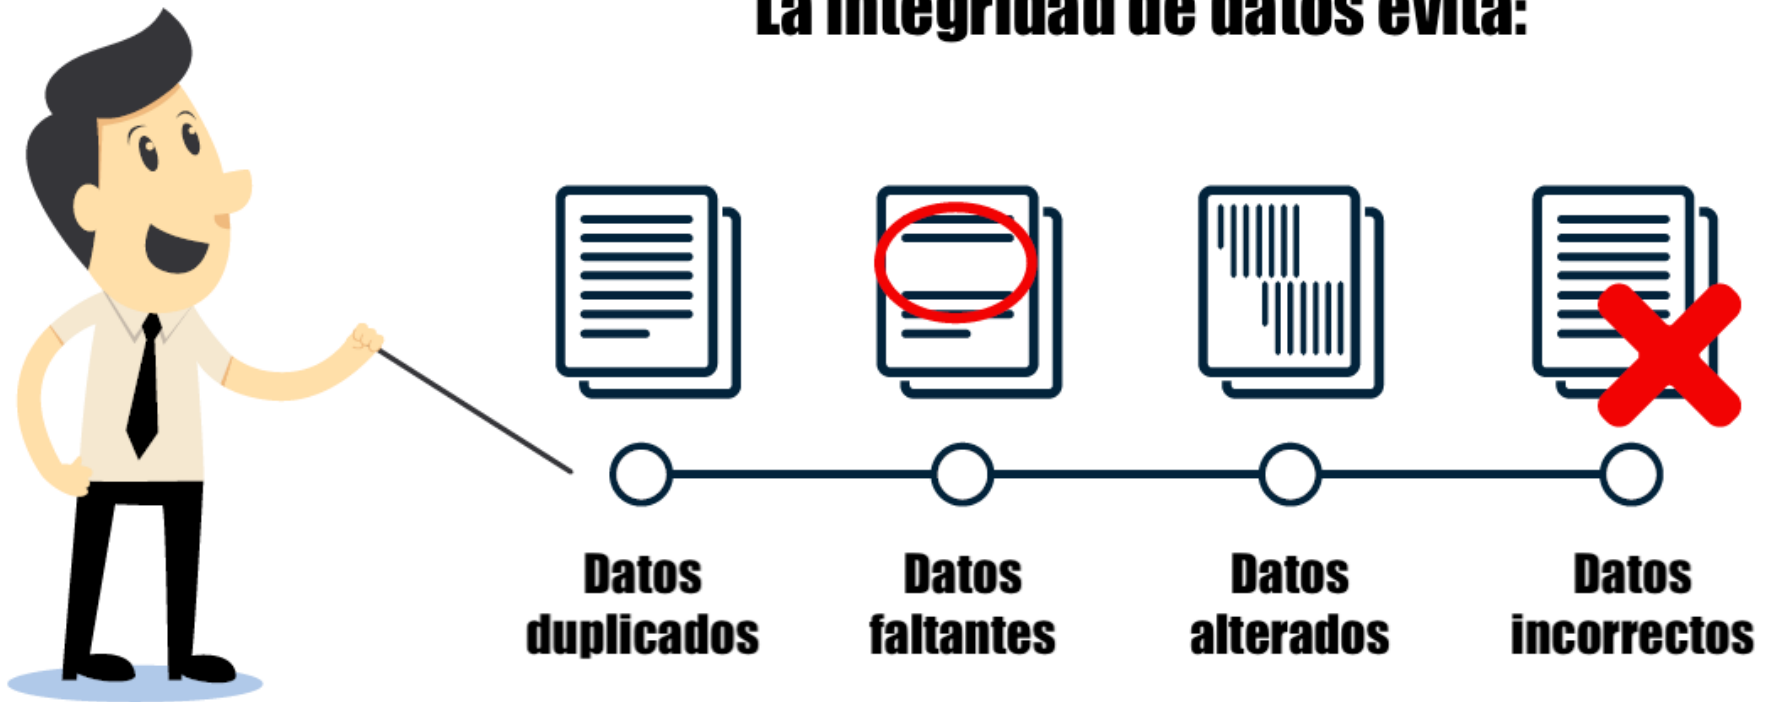 La integridad de datos evita:
Datos
duplicados
Datos
faltantes
Datos
alterados
Datos
incorrectos